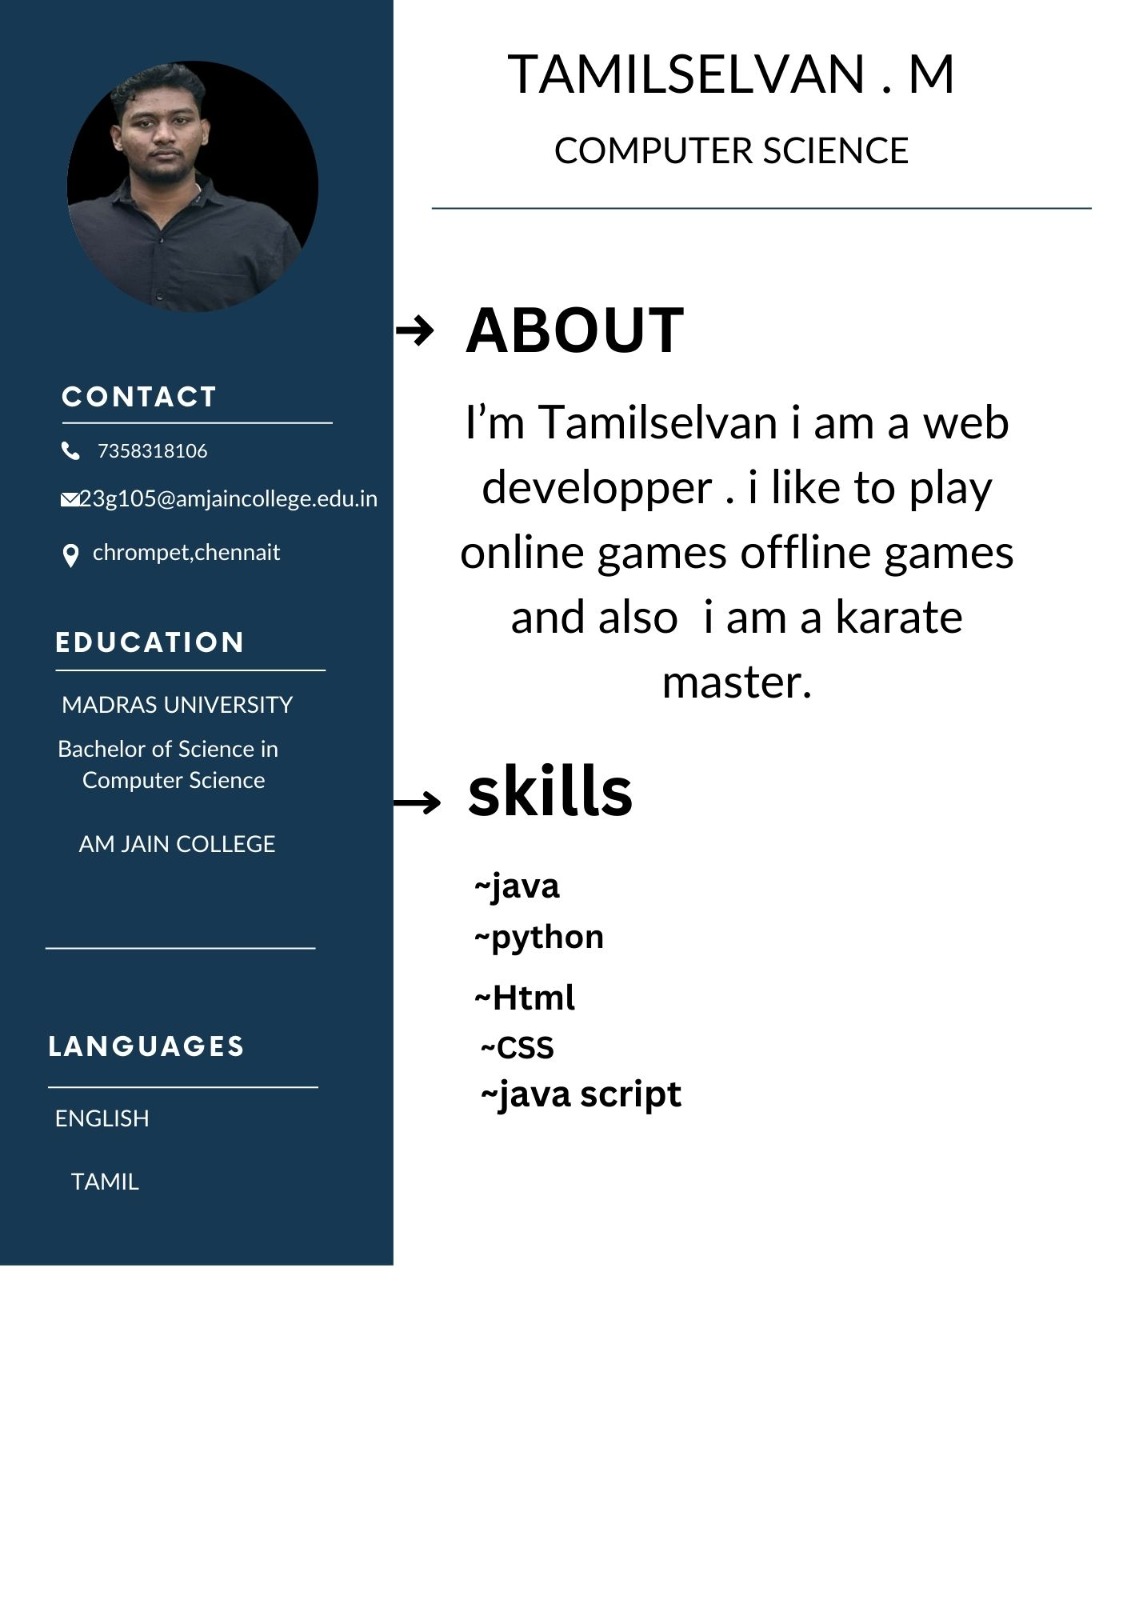 TAMILSELVAN . M
COMPUTER SCIENCE
CONTACT
7358318106
23g105@amjaincollege.edu.in
chrompet,chennait
EDUCATION
MADRAS UNIVERSITY
Bachelor of Science in
Computer Science
AM JAIN COLLEGE
LANGUAGES
ENGLISH
TAMIL
ABOUT
I’m Tamilselvan i am a web
developper . i like to play
online games offline games
and also  i am a karate
master.
skills
~java
~python
~Html
~CSS
~java script